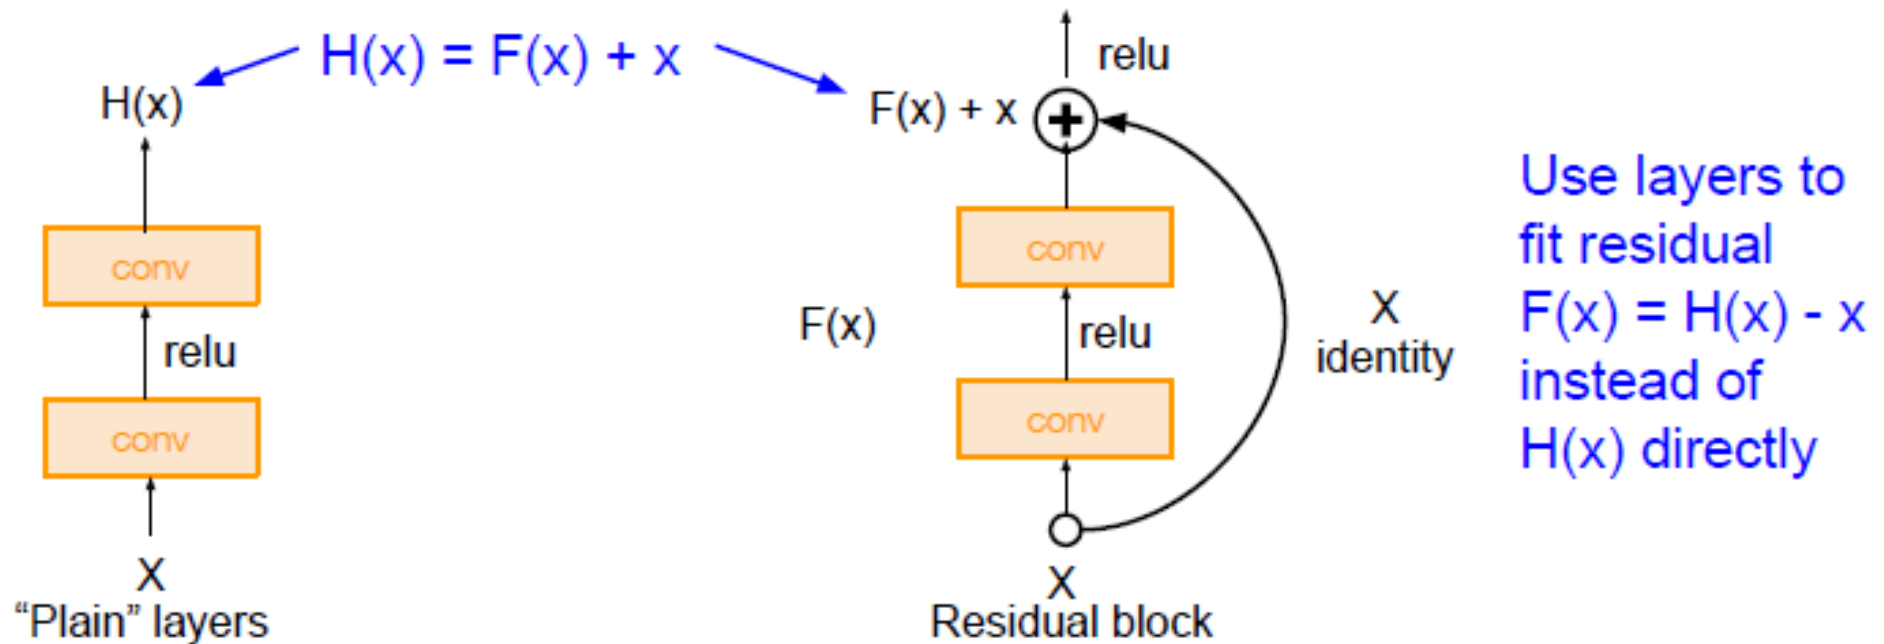 H(x) = F(x) + x
H(x)
conv
relu
conv
X
“Plain” layers
relu
F(x) + x
+
conv
F(x)
relu
conv
X
identity
X
Residual block
Use layers to
fit residual
F(x) = H(x) - x
instead of
H(x) directly